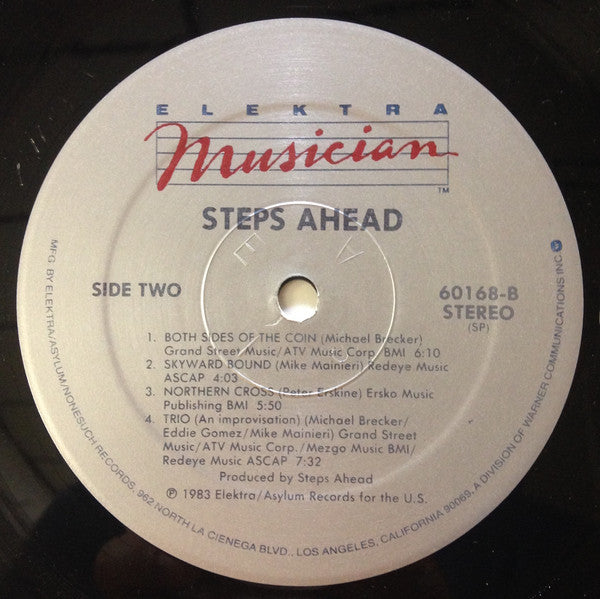 ELEKTRA
Musician
TM
STEPS AHEAD
SIDE TWO
60168-B
STEREO
(SP)
1. BOTH SIDES OF THE COIN (Michael Brecker)
Grand Street Music/ATV Music Corp. BMI 6:10
2. SKYWARD BOUND (Mike Mainieri) Redeye Music
ASCAP 4:03
3. NORTHERN CROSS (Peter Erskine) Ersko Music
Publishing BMI 5:50
4. TRIO (An improvisation) (Michael Brecker/
Eddie Gomez/Mike Mainieri) Grand Street
Music/ATV Music Corp./Mezgo Music BMI/
Redeye Music ASCAP 7:32
Produced by Steps Ahead
℗ 1983 Elektra/Asylum Records for the U.S.
MFG. BY ELEKTRA/ASYLUM/NONESUCH RECORDS, 962 NORTH LA CIENEGA BLVD., LOS ANGELES, CALIFORNIA 90069, A DIVISION OF WARNER COMMUNICATIONS INC.